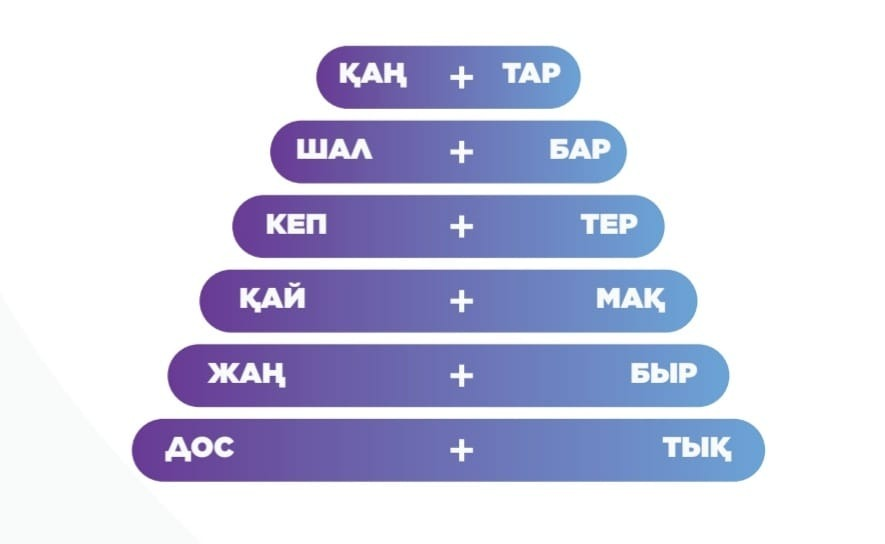 ҚАҢ + ТАР
ШАЛ + БАР
КЕП + ТЕР
ҚАЙ + МАҚ
ЖАҢ + БЫР
ДОС + ТЫҚ